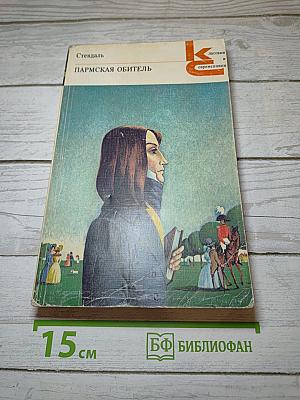 Стендаль
ПАРМСКАЯ ОБИТЕЛЬ
Классики
и
Современники
15 см
БФ БИБЛИОФАН